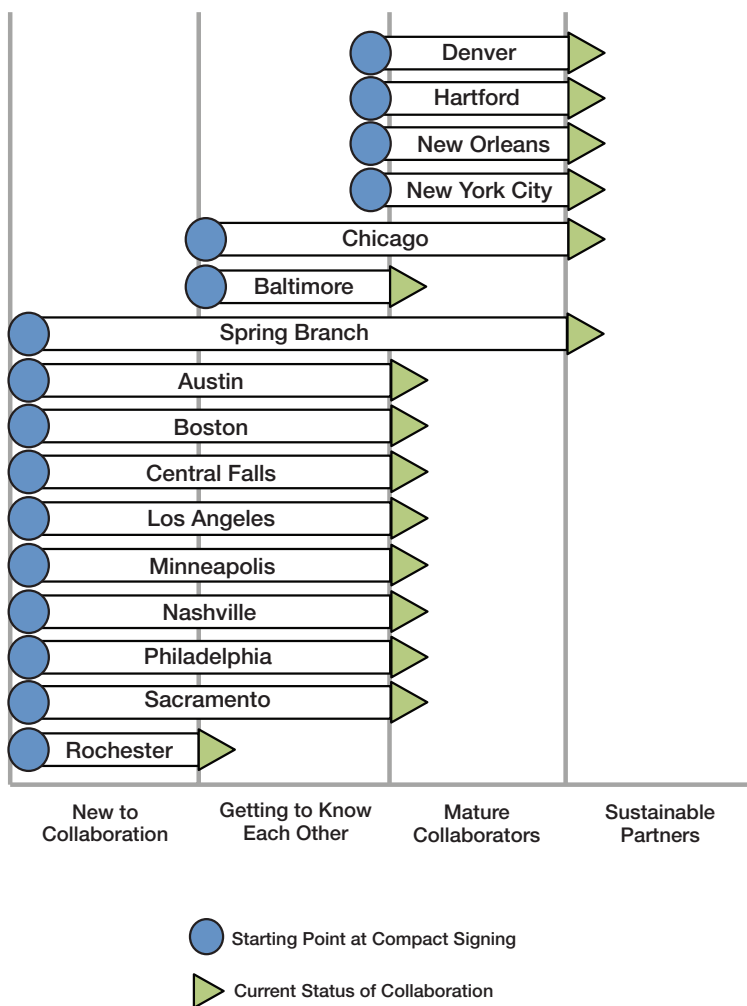 Denver
Hartford
New Orleans
New York City
Chicago
Baltimore
Spring Branch
Austin
Boston
Central Falls
Los Angeles
Minneapolis
Nashville
Philadelphia
Sacramento
Rochester
New to
Collaboration
Getting to Know
Each Other
Mature
Collaborators
Sustainable
Partners
Starting Point at Compact Signing
Current Status of Collaboration